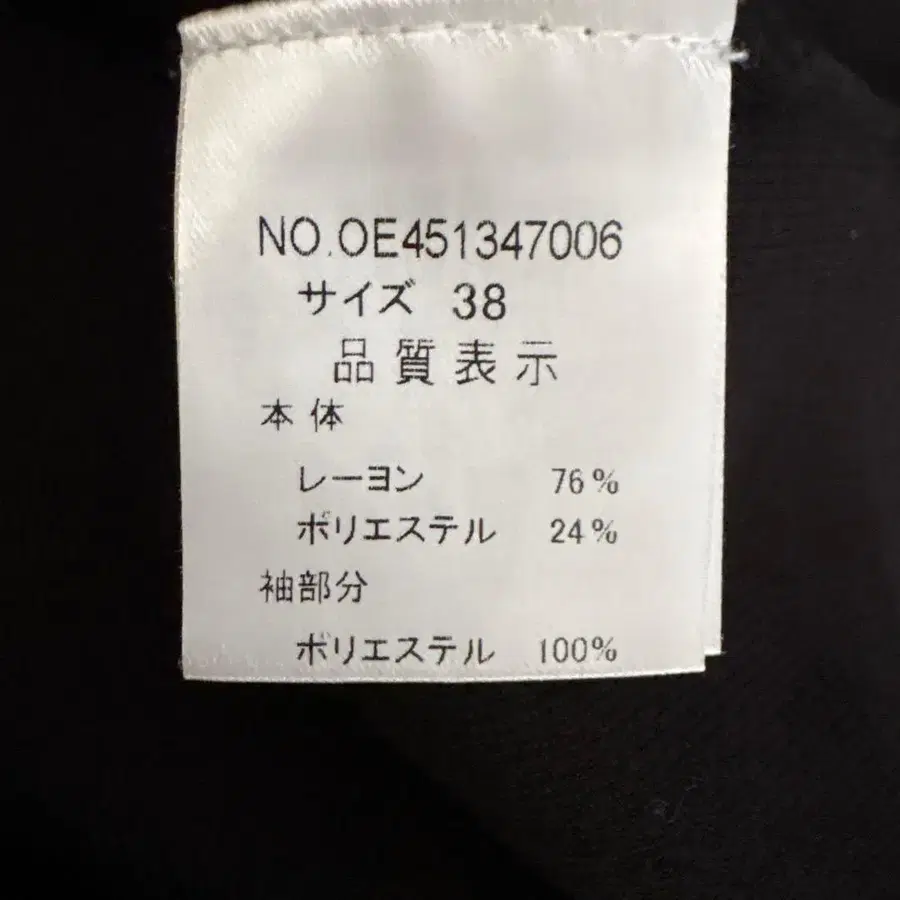 NO.OE451347006
サイズ 38
品質表示
本体
レーヨン 76%
ポリエステル 24%
袖部分
ポリエステル 100%